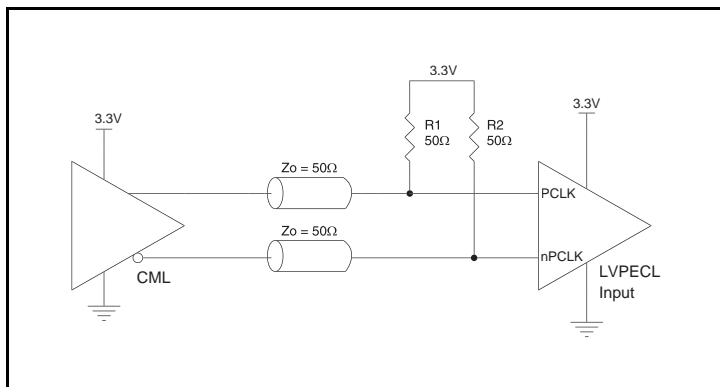 3.3V
3.3V
3.3V
R1
50Ω
R2
50Ω
Zo = 50Ω
PCLK
Zo = 50Ω
nPCLK
CML
LVPECL
Input